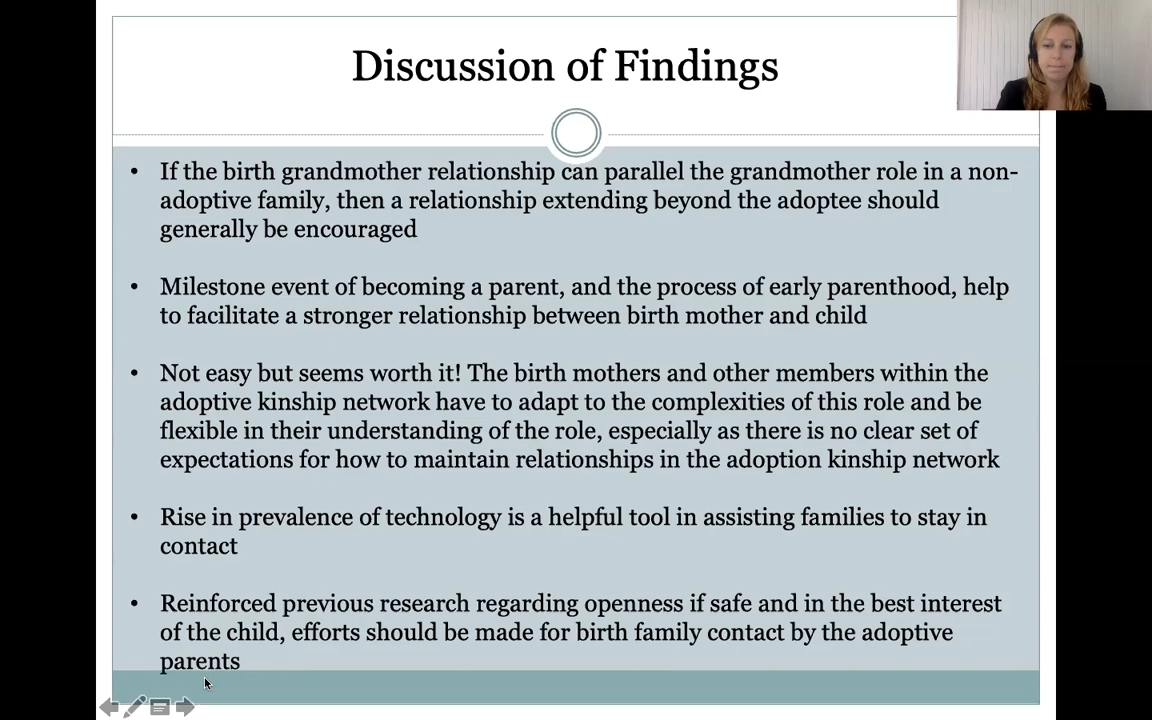 Discussion of Findings
• If the birth grandmother relationship can parallel the grandmother role in a non-
adoptive family, then a relationship extending beyond the adoptee should
generally be encouraged
• Milestone event of becoming a parent, and the process of early parenthood, help
to facilitate a stronger relationship between birth mother and child
• Not easy but seems worth it! The birth mothers and other members within the
adoptive kinship network have to adapt to the complexities of this role and be
flexible in their understanding of the role, especially as there is no clear set of
expectations for how to maintain relationships in the adoption kinship network
• Rise in prevalence of technology is a helpful tool in assisting families to stay in
contact
• Reinforced previous research regarding openness if safe and in the best interest
of the child, efforts should be made for birth family contact by the adoptive
parents